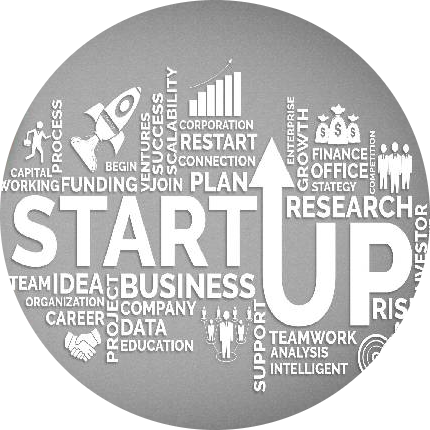 PROCESS
VENTURES
SUCCESS
SCALABILITY
CORPORATION
RESTART
CONNECTION
ENTERPRISE
GROWTH
FINANCE
OFFICE
STATEGY
COMPETITION
CAPITAL
WORKING
BEGIN
FUNDING
JOIN
PLAN
START
UP
RESEARCH
INVESTOR
TEAM
IDEA
ORGANIZATION
CAREER
PROJECT
BUSINESS
COMPANY
DATA
EDUCATION
SUPPORT
TEAMWORK
ANALYSIS
INTELLIGENT